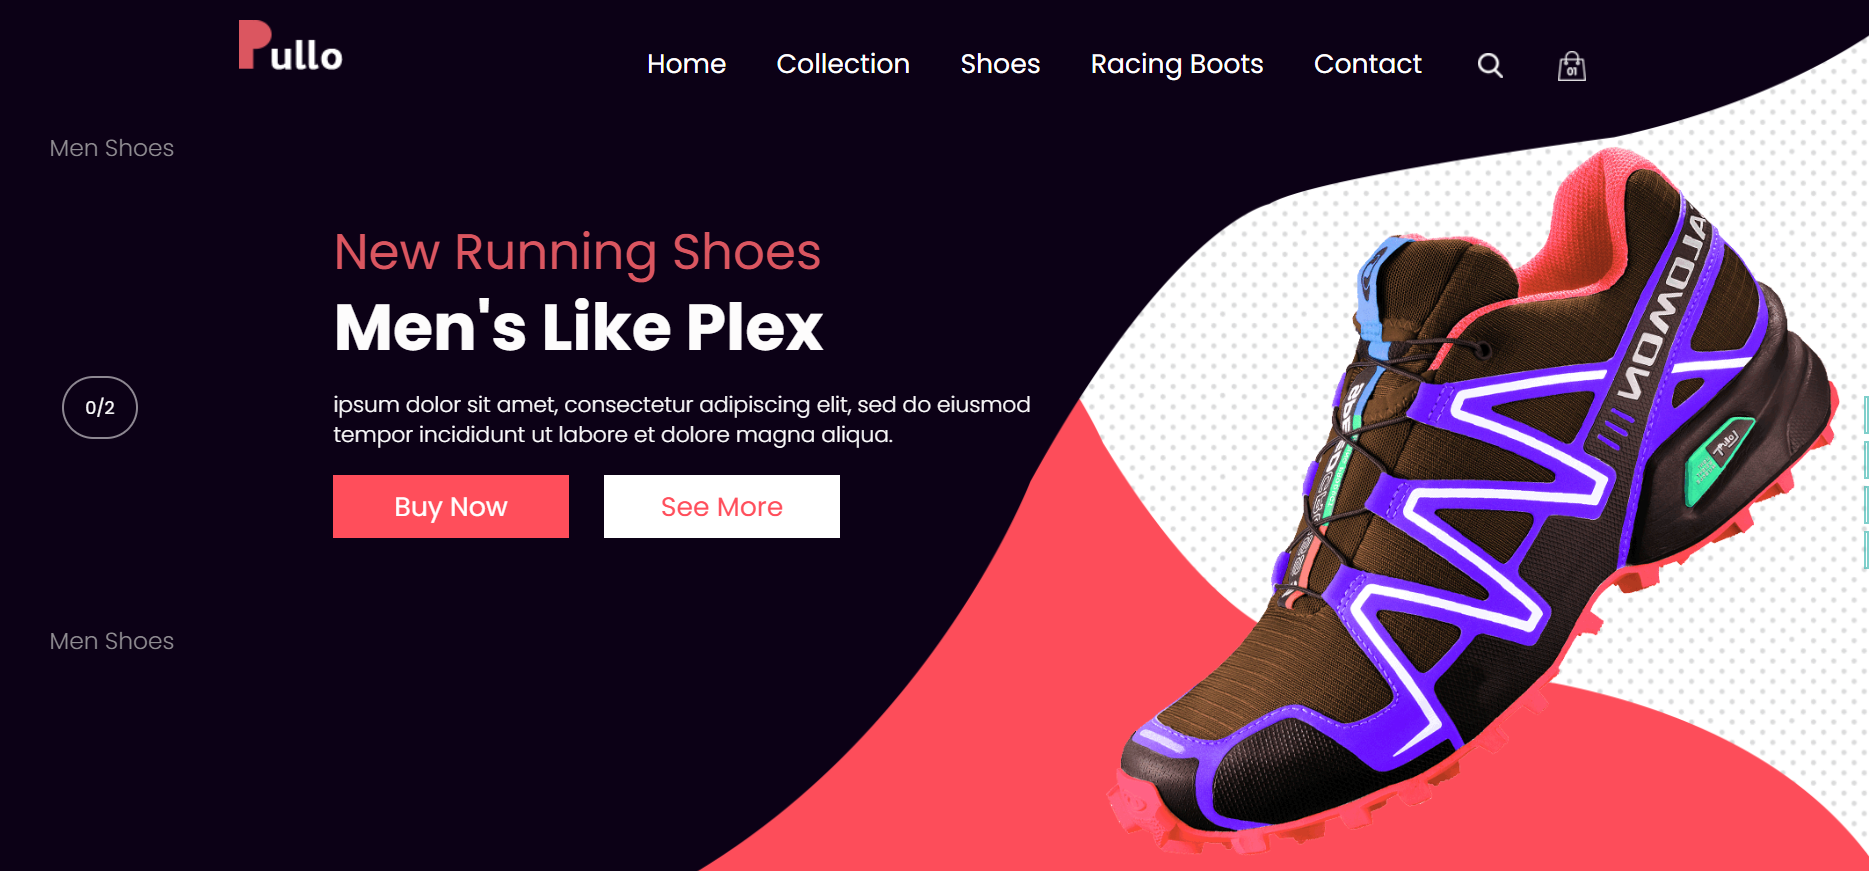 Pullo
Home Collection Shoes Racing Boots Contact
01
Men Shoes
New Running Shoes
Men's Like Plex
0/2
ipsum dolor sit amet, consectetur adipiscing elit, sed do eiusmod
tempor incididunt ut labore et dolore magna aliqua.
Buy Now See More
Men Shoes
Pullo